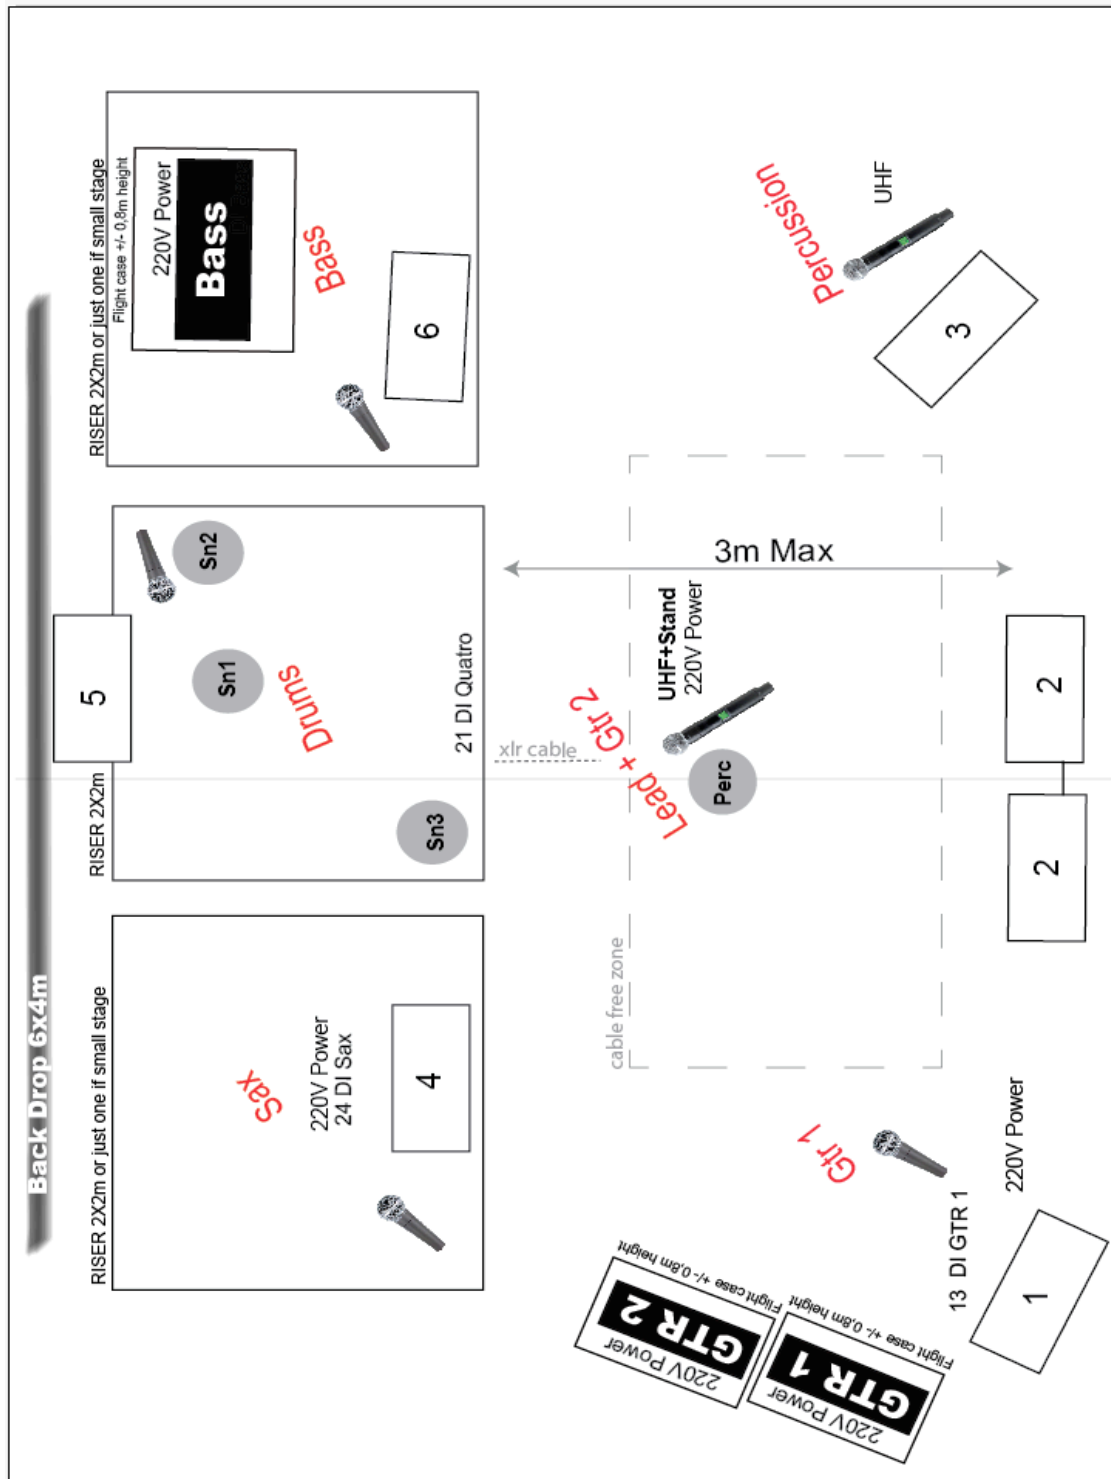 Back Drop 6x4m
RISER 2X2m or just one if small stage
Sax
220V Power
24 DI Sax
4
RISER 2X2m
5
Sn1
Sn2
Sn3
Drums
21 DI Quatro
RISER 2X2m or just one if small stage
Flight case +/- 0,8m height
220V Power
Bass
Bass
6
xlr cable
cable free zone
Lead + Gtr 2
Perc
UHF+Stand
220V Power
3m Max
Percussion
UHF
3
Flight case +/- 0,8m height
GTR 2
220V Power
Flight case +/- 0,8m height
GTR 1
220V Power
Gtr 1
13 DI GTR 1
220V Power
1
2
2